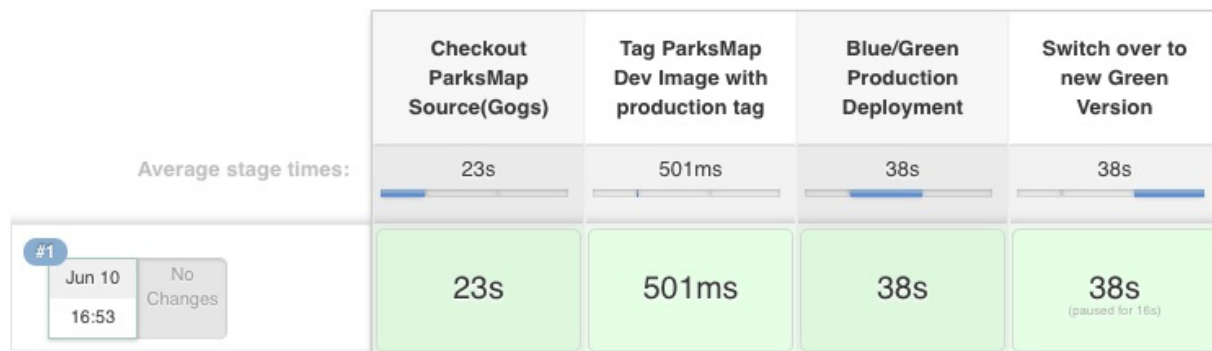 Checkout
ParksMap
Source(Gogs)
Tag ParksMap
Dev Image with
production tag
Blue/Green
Production
Deployment
Switch over to
new Green
Version
Average stage times:
23s
501ms
38s
38s
#1
Jun 10
16:53
No
Changes
23s
501ms
38s
38s
(paused for 16s)